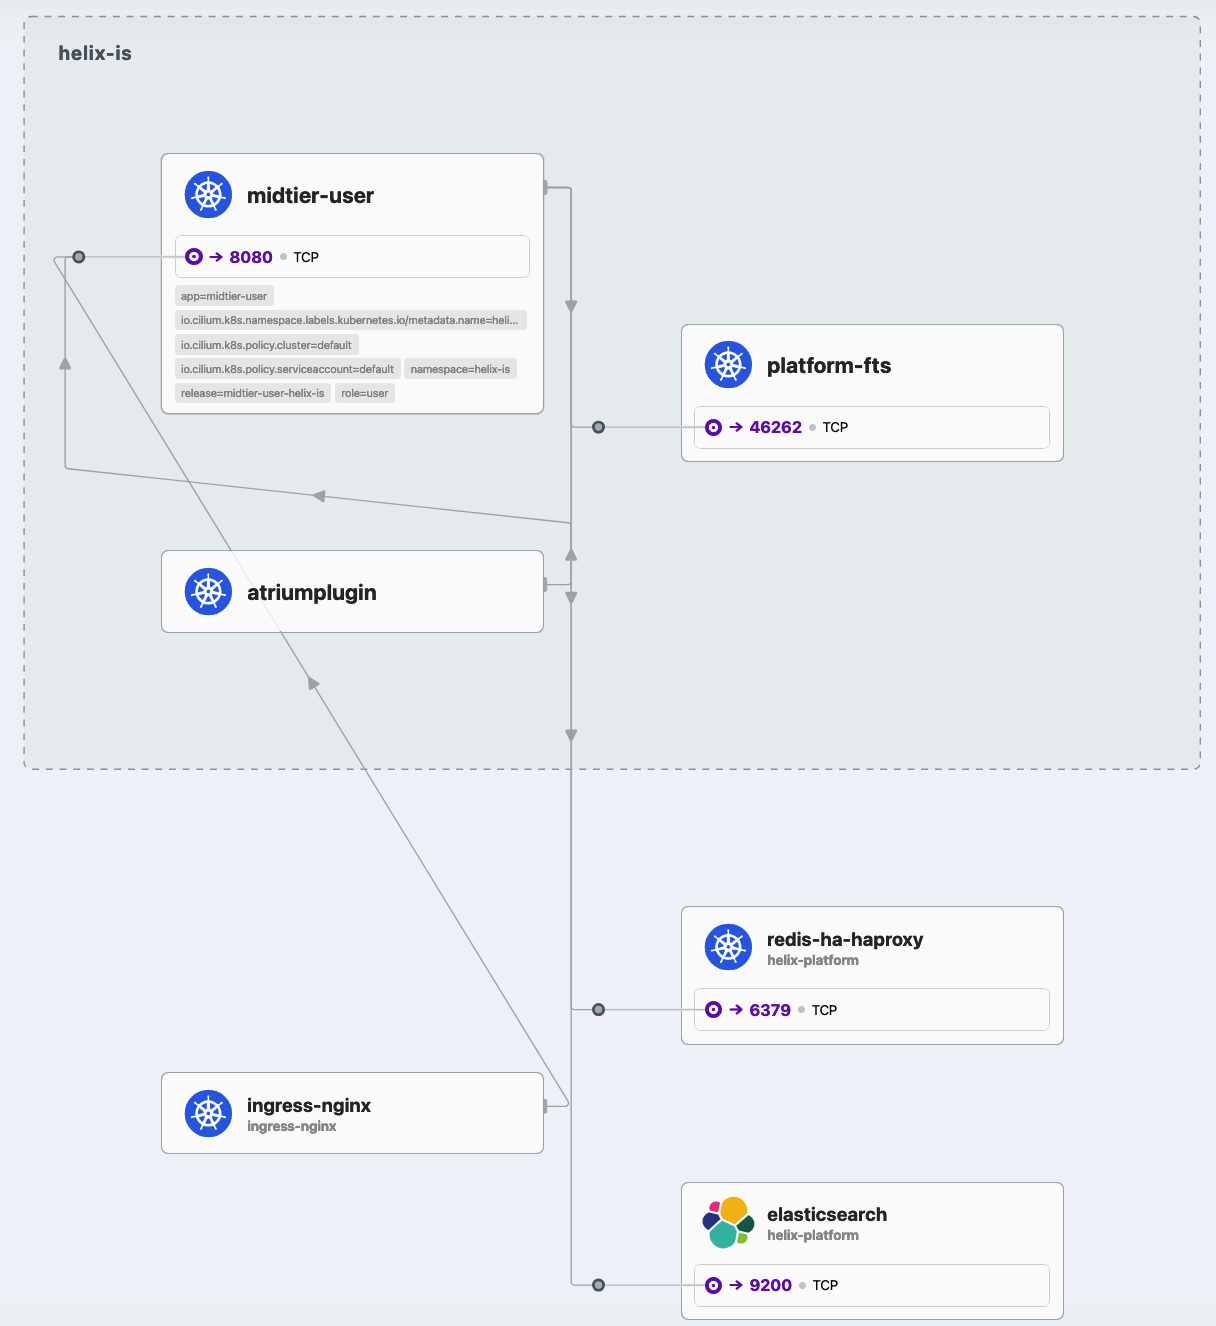 helix-is
midtier-user
8080 TCP
app=midtier-user
io.cilium.k8s.namespace.labels.kubernetes.io/metadata.name=heli...
io.cilium.k8s.policy.cluster=default
io.cilium.k8s.policy.serviceaccount=default namespace=helix-is
release=midtier-user-helix-is role=user
platform-fts
46262 TCP
atriumplugin
redis-ha-haproxy
helix-platform
6379 TCP
ingress-nginx
ingress-nginx
elasticsearch
helix-platform
9200 TCP